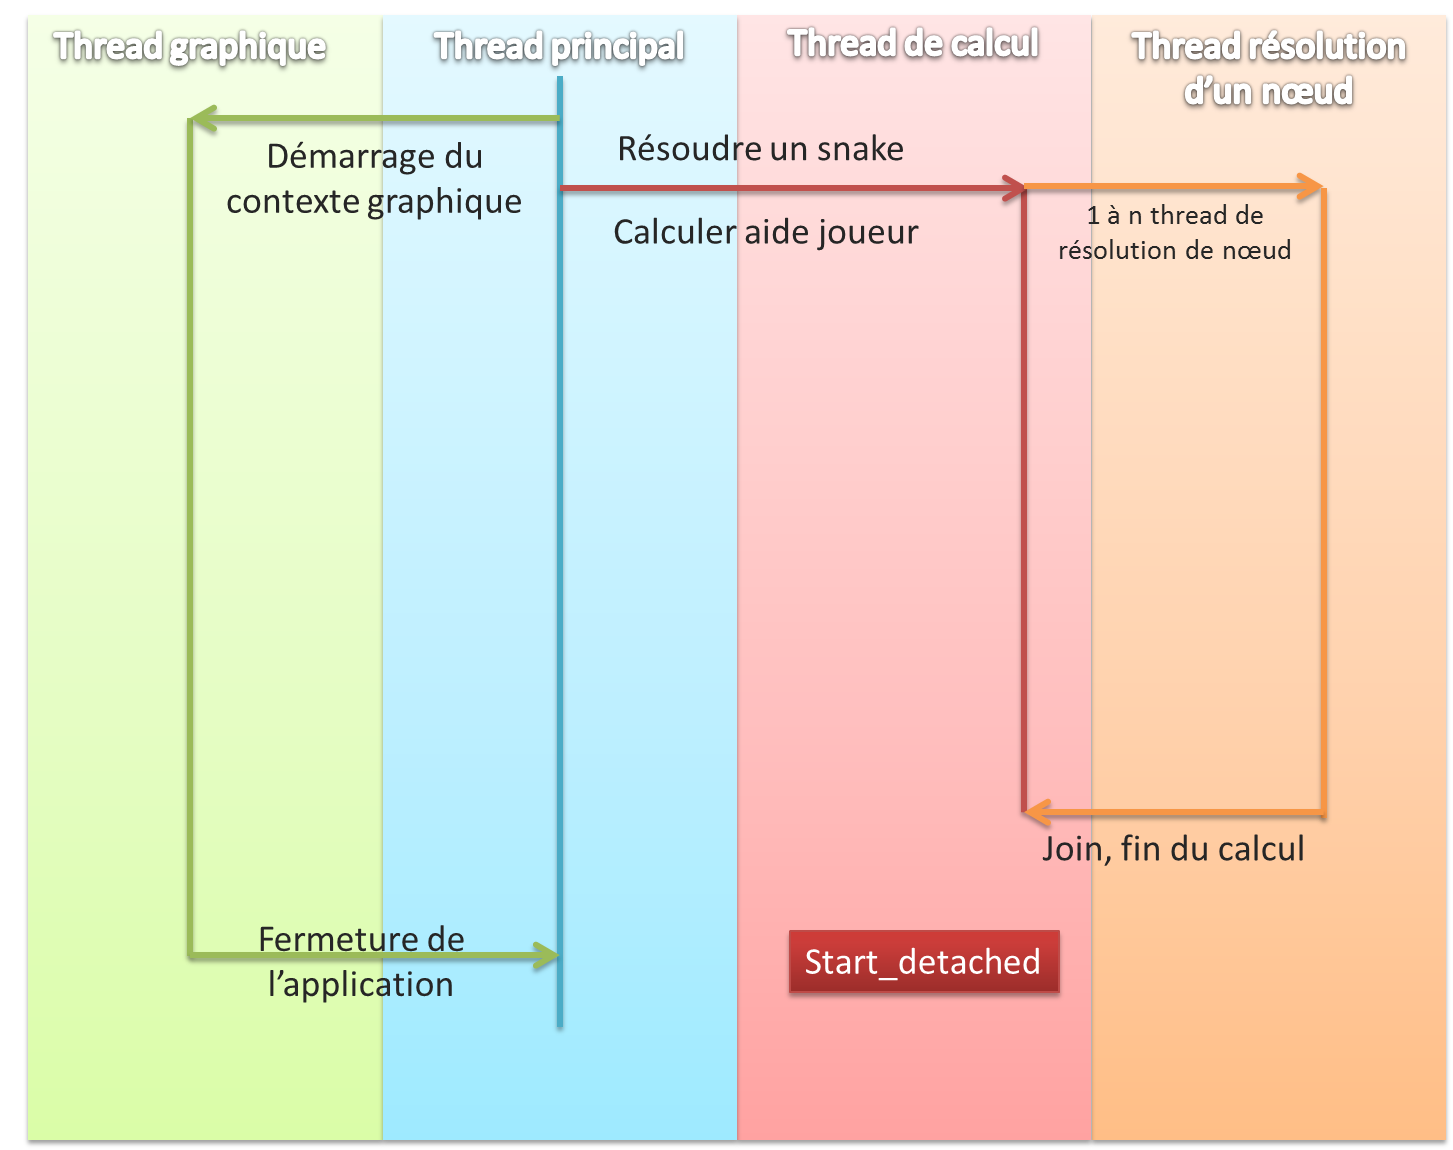 Thread graphique
Thread principal
Thread de calcul
Thread résolution
d’un nœud
Démarrage du
contexte graphique
Résoudre un snake
Calculer aide joueur
1 à n thread de
résolution de nœud
Join, fin du calcul
Fermeture de
l’application
Start_detached